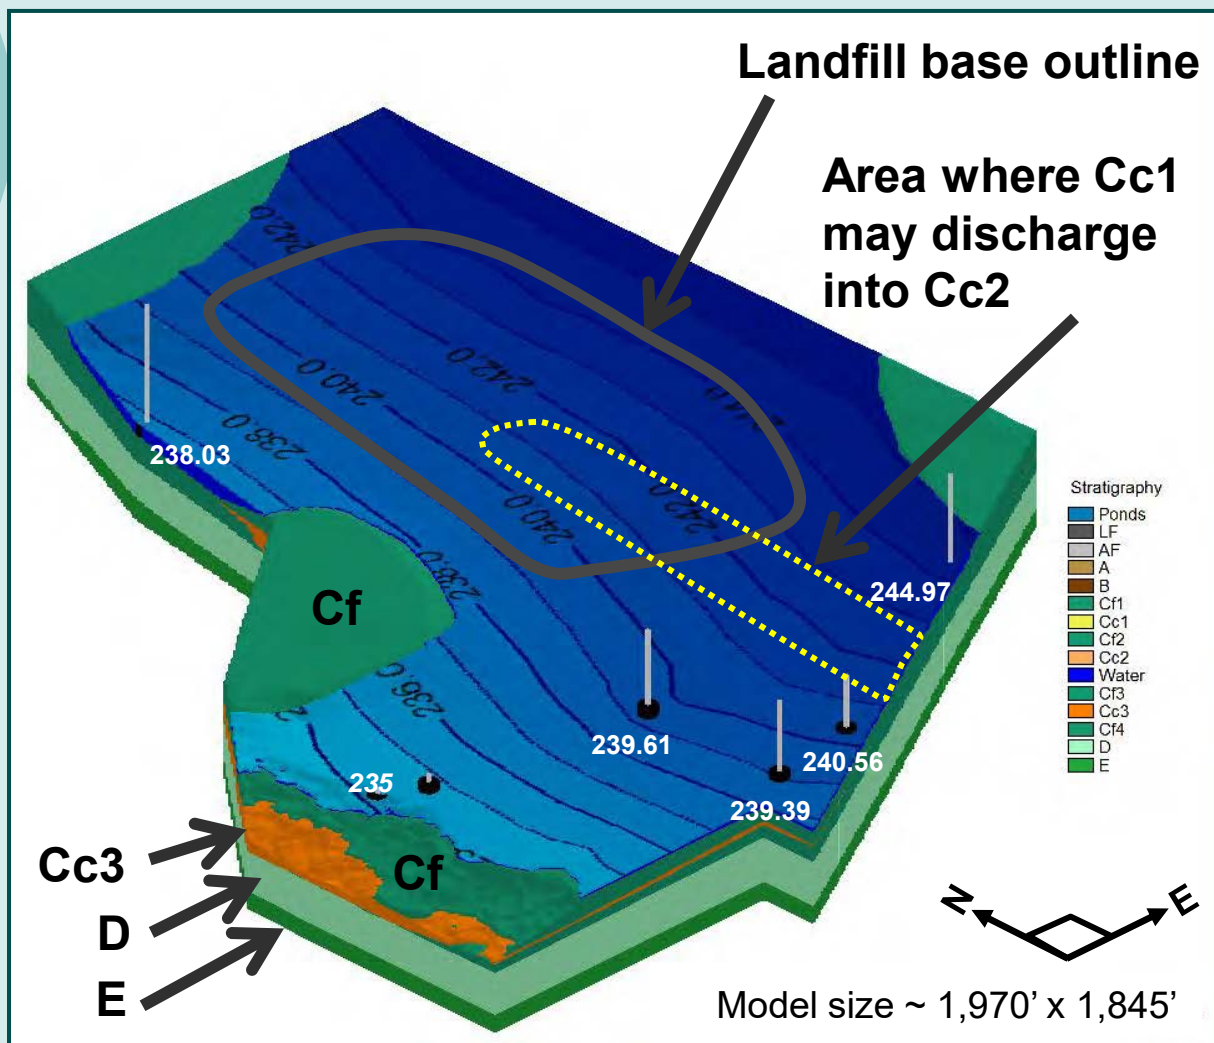 Landfill base outline
Area where Cc1
may discharge
into Cc2
242.0
242.0
244.0
240.0
238.0
238.03
242.0
240.0
238.0
244.97
Cf
236.0
239.61
240.56
235
239.39
Cc3
Cf
D
E
Stratigraphy
Ponds
LF
AF
A
B
Cf1
Cc1
Cf2
Cc2
Water
Cf3
Cc3
Cf4
D
E
N
E
Model size ~ 1,970’ x 1,845’